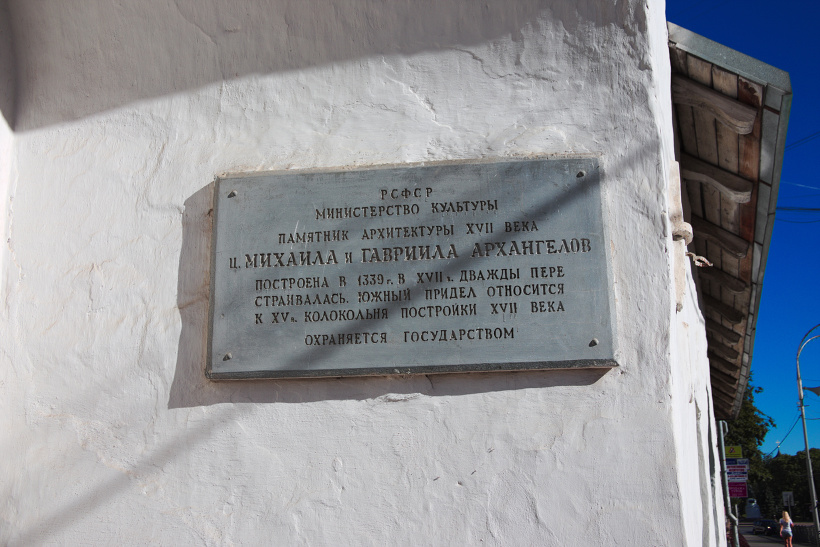 РСФСР
МИНИСТЕРСТВО КУЛЬТУРЫ
ПАМЯТНИК АРХИТЕКТУРЫ XVII ВЕКА
Ц. МИХАИЛА И ГАВРИИЛА АРХАНГЕЛОВ
ПОСТРОЕНА В 1339 г. В XVII в. ДВАЖДЫ ПЕРЕ
СТРАИВАЛАСЬ. ЮЖНЫЙ ПРИДЕЛ ОТНОСИТСЯ
К XV в. КОЛОКОЛЬНЯ ПОСТРОЙКИ XVII ВЕКА
ОХРАНЯЕТСЯ ГОСУДАРСТВОМ